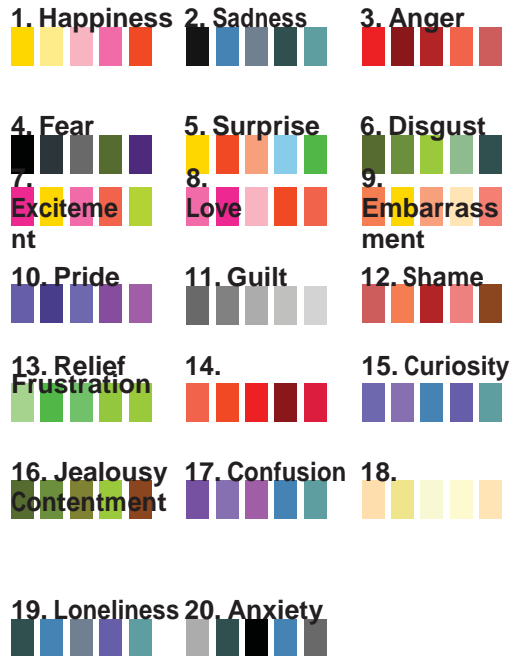 1. Happiness 2. Sadness 3. Anger
4. Fear 5. Surprise 6. Disgust
7. 8. 9.
Exciteme Love Embarrass
nt ment
10. Pride 11. Guilt 12. Shame
13. Relief 14. 15. Curiosity
Frustration
16. Jealousy 17. Confusion 18.
Contentment
19. Loneliness 20. Anxiety